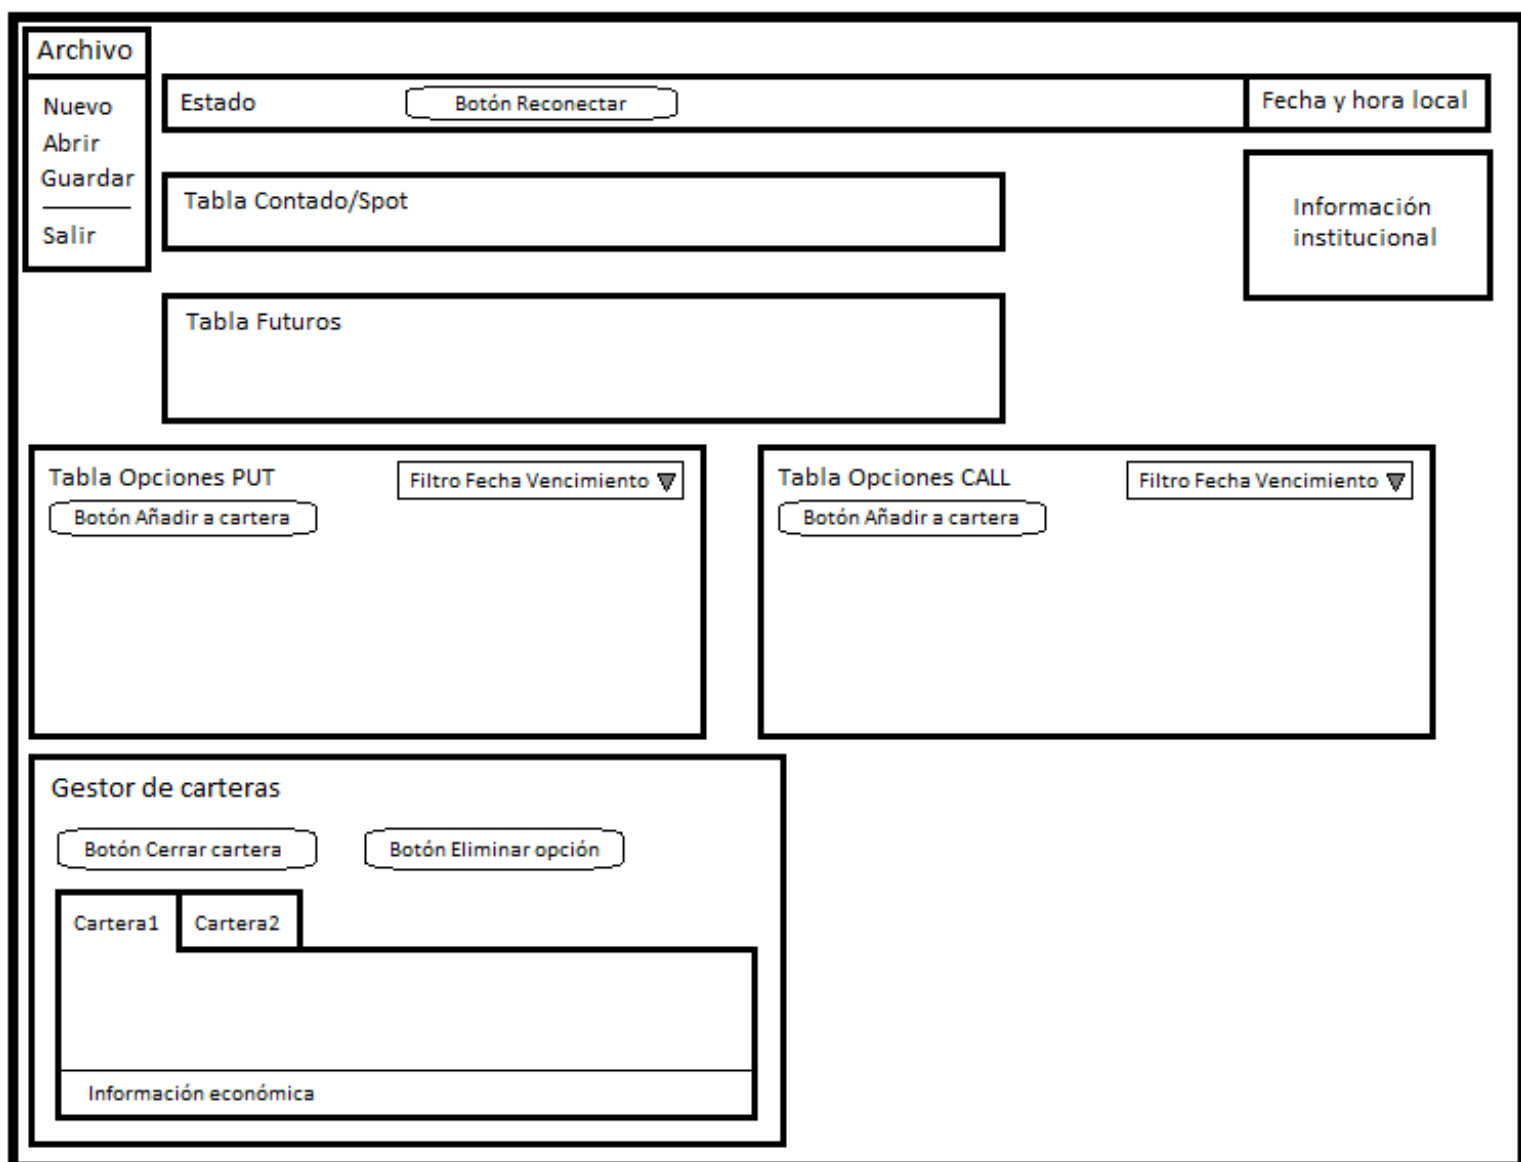 Archivo
Nuevo
Abrir
Guardar
Salir
Estado
Botón Reconectar
Fecha y hora local
Tabla Contado/Spot
Información
institucional
Tabla Futuros
Tabla Opciones PUT
Filtro Fecha Vencimiento
Botón Añadir a cartera
Tabla Opciones CALL
Filtro Fecha Vencimiento
Botón Añadir a cartera
Gestor de carteras
Botón Cerrar cartera
Botón Eliminar opción
Cartera1
Cartera2
Información económica